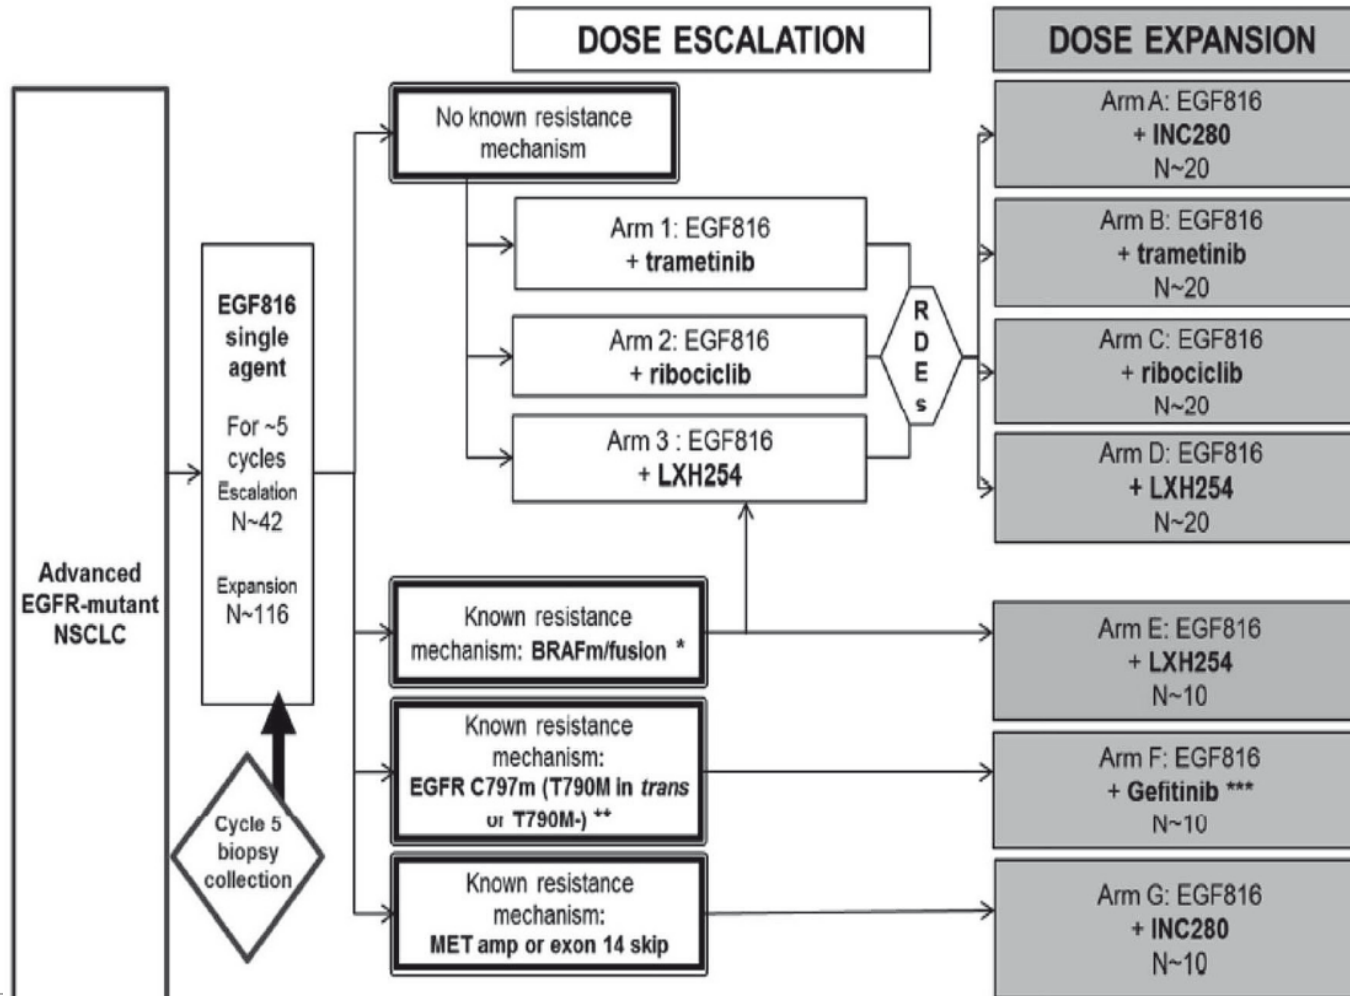 DOSE ESCALATION
DOSE EXPANSION
Advanced
EGFR-mutant
NSCLC
EGF816
single
agent
For ~5
cycles
Escalation
N~42
Expansion
N~116
Cycle 5
biopsy
collection
No known resistance
mechanism
Arm 1: EGF816
+ trametinib
Arm 2: EGF816
+ ribociclib
Arm 3 : EGF816
+ LXH254
R
D
E
s
Known resistance
mechanism: BRAFm/fusion *
Known resistance
mechanism:
EGFR C797m (T790M in trans
or T790M-) **
Known resistance
mechanism:
MET amp or exon 14 skip
Arm A: EGF816
+ INC280
N~20
Arm B: EGF816
+ trametinib
N~20
Arm C: EGF816
+ ribociclib
N~20
Arm D: EGF816
+ LXH254
N~20
Arm E: EGF816
+ LXH254
N~10
Arm F: EGF816
+ Gefitinib ***
N~10
Arm G: EGF816
+ INC280
N~10